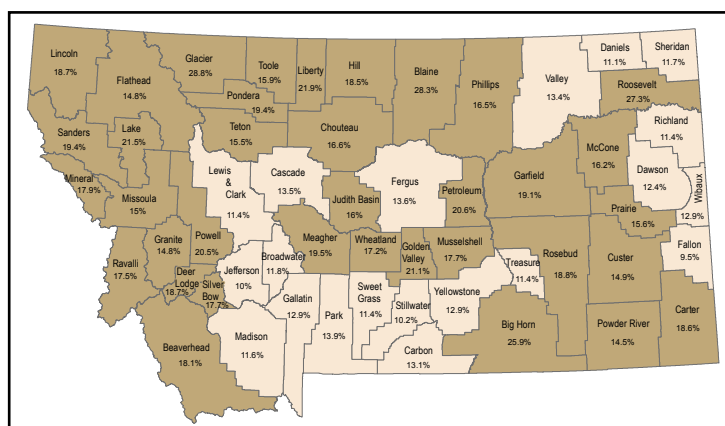 Lincoln
18.7%
Flathead
14.8%
Glacier
28.8%
Toole
15.9%
Liberty
21.9%
Hill
18.5%
Blaine
28.3%
Phillips
16.5%
Valley
13.4%
Daniels
11.1%
Sheridan
11.7%
Roosevelt
27.3%
Pondera
19.4%
Teton
15.5%
Chouteau
16.6%
Richland
11.4%
McCone
16.2%
Dawson
12.4%
Wibaux
12.9%
Sanders
19.4%
Lake
21.5%
Mineral
17.9%
Missoula
15%
Lewis
&
Clark
11.4%
Cascade
13.5%
Judith Basin
16%
Fergus
13.6%
Petroleum
20.6%
Garfield
19.1%
Prairie
15.6%
Fallon
9.5%
Ravalli
17.5%
Granite
14.8%
Powell
20.5%
Deer
Lodge
18.7%
Silver
Bow
17.7%
Jefferson
10%
Broadwater
11.8%
Meagher
19.5%
Wheatland
17.2%
Golden
Valley
21.1%
Musselshell
17.7%
Treasure
11.4%
Rosebud
18.8%
Custer
14.9%
Carter
18.6%
Beaverhead
18.1%
Madison
11.6%
Gallatin
12.9%
Park
13.9%
Sweet
Grass
11.4%
Stillwater
10.2%
Yellowstone
12.9%
Carbon
13.1%
Big Horn
25.9%
Powder River
14.5%